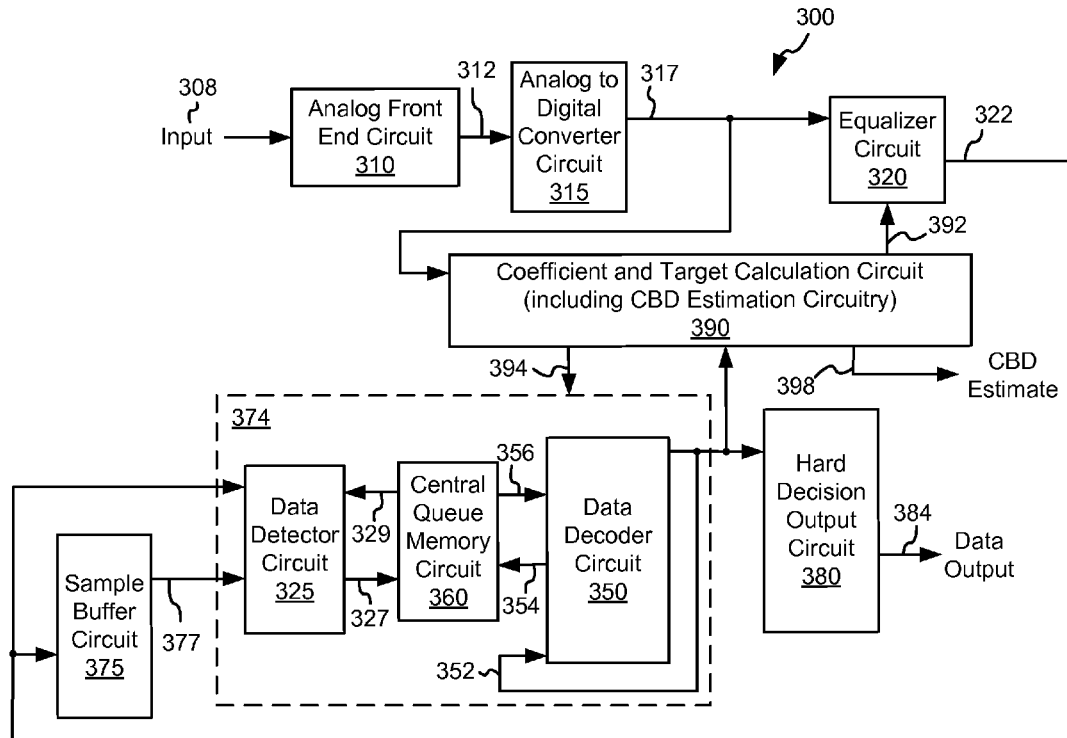 300
308
Input
Analog Front
End Circuit
310
312
Analog to
Digital
Converter
Circuit
315
317
Equalizer
Circuit
320
322
392
Coefficient and Target Calculation Circuit
(including CBD Estimation Circuitry)
390
394
398
CBD
Estimate
374
Data
Detector
Circuit
325
329
327
Central
Queue
Memory
Circuit
360
356
354
Data
Decoder
Circuit
350
352
Hard
Decision
Output
Circuit
380
384
Data
Output
Sample
Buffer
Circuit
375
377